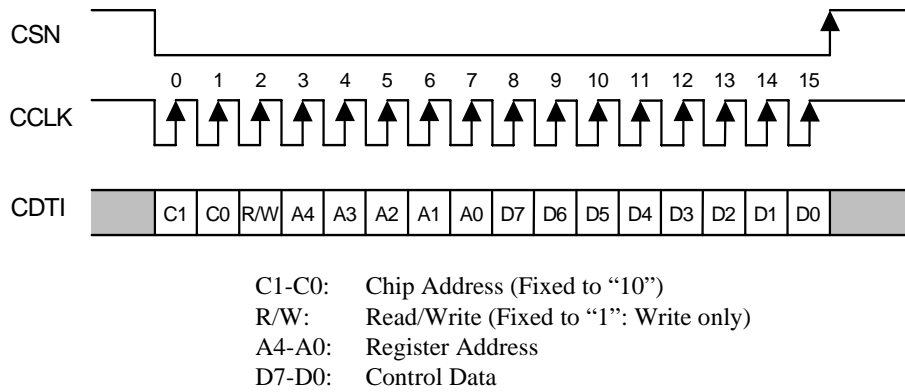 CSN
0 1 2 3 4 5 6 7 8 9 10 11 12 13 14 15
CCLK
CDTI C1 C0 R/W A4 A3 A2 A1 A0 D7 D6 D5 D4 D3 D2 D1 D0
C1-C0: Chip Address (Fixed to “10”)
R/W: Read/Write (Fixed to “1”: Write only)
A4-A0: Register Address
D7-D0: Control Data